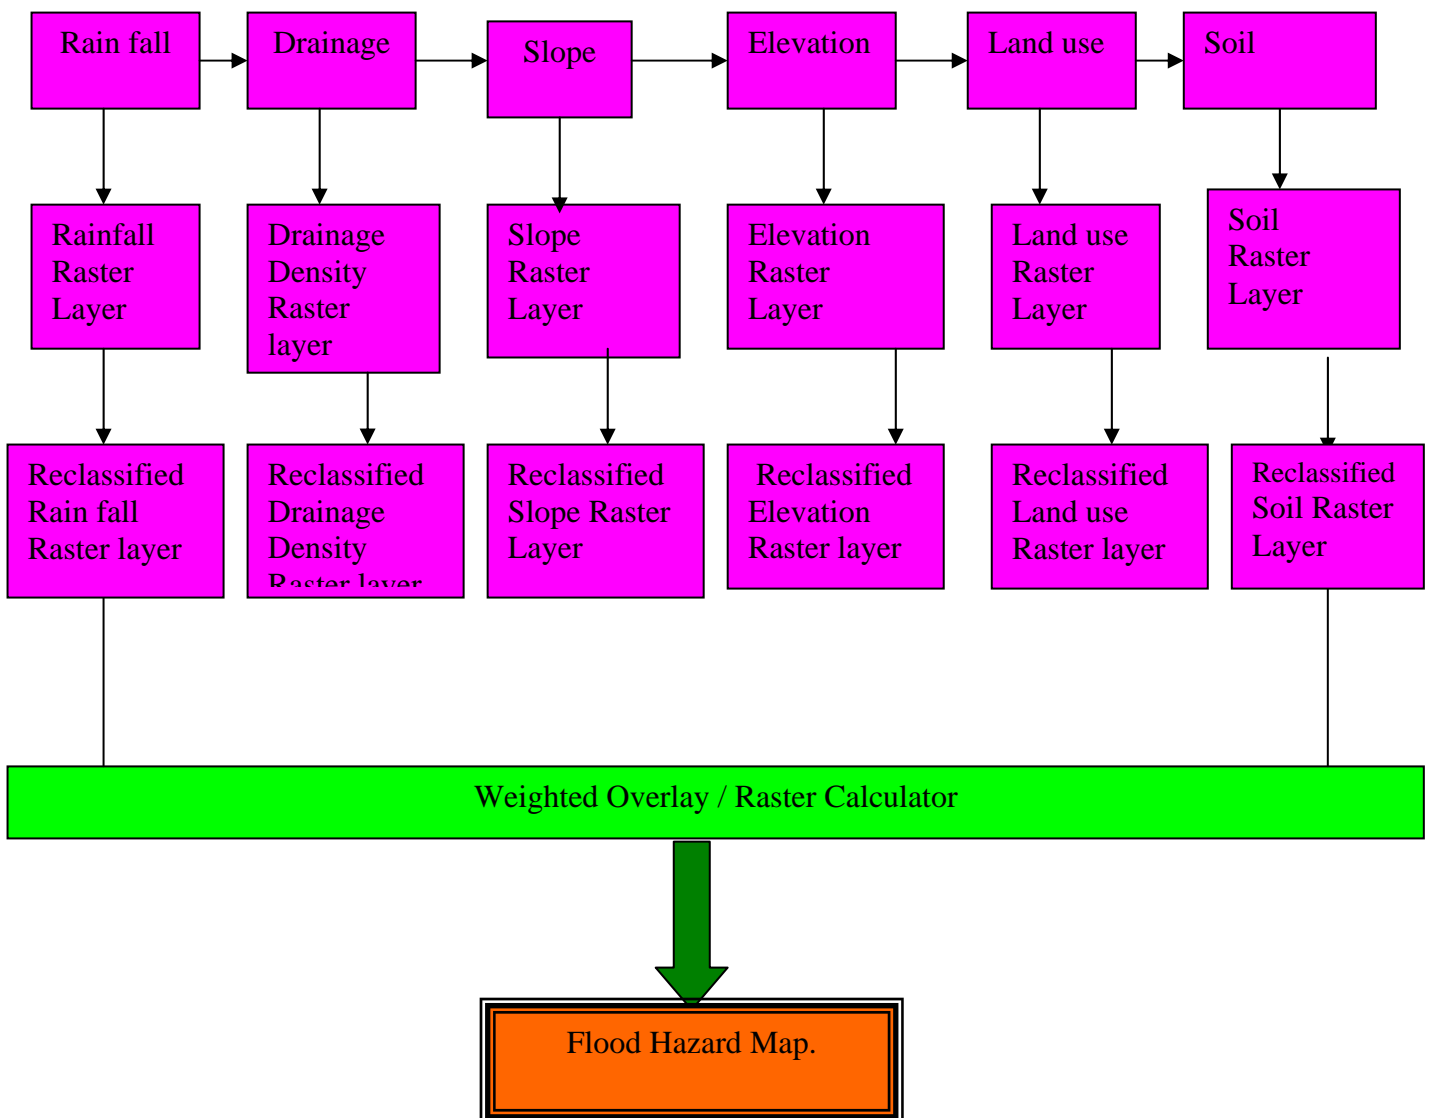 Rain fall
Drainage
Slope
Elevation
Land use
Soil
Rainfall
Raster
Layer
Drainage
Density
Raster
layer
Slope
Raster
Layer
Elevation
Raster
Layer
Land use
Raster
Layer
Soil
Raster
Layer
Reclassified
Rain fall
Raster layer
Reclassified
Drainage
Density
Raster layer
Reclassified
Slope Raster
Layer
Reclassified
Elevation
Raster layer
Reclassified
Land use
Raster layer
Reclassified
Soil Raster
Layer
Weighted Overlay / Raster Calculator
Flood Hazard Map.